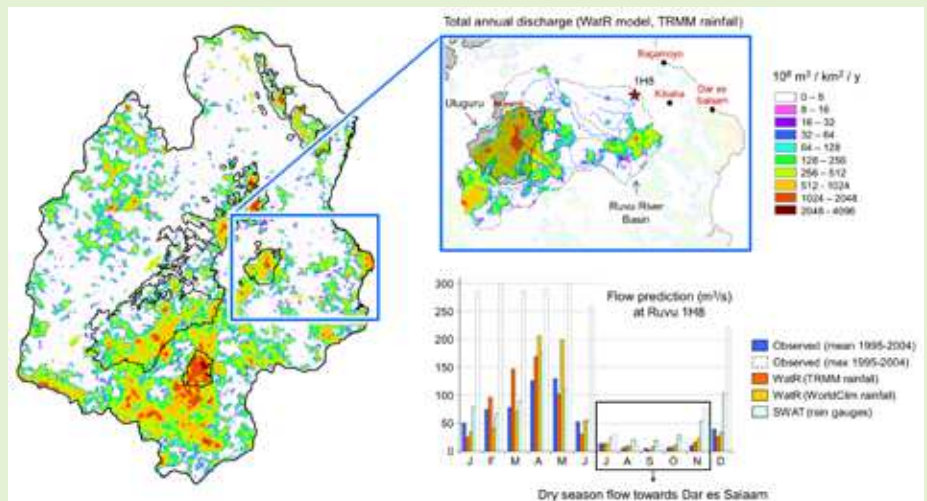 Total annual discharge (WatR model, TRMM rainfall)
Bagamoyo
1H8
Kibaha
Dar es
Salaam
Uluguru
Ruvu River
Basin
10⁶ m³ / km² / y
0 – 8
8 – 16
16 – 32
32 – 64
64 – 128
128 – 256
256 – 512
512 - 1024
1024 – 2048
2048 - 4096
Flow prediction (m³/s)
at Ruvu 1H8
300
250
200
150
100
50
0
J F M A M J J A S O N D
Observed (mean 1995-2004)
Observed (max 1995-2004)
WatR (TRMM rainfall)
WatR (WorldClim rainfall)
SWAT (rain gauges)
Dry season flow towards Dar es Salaam